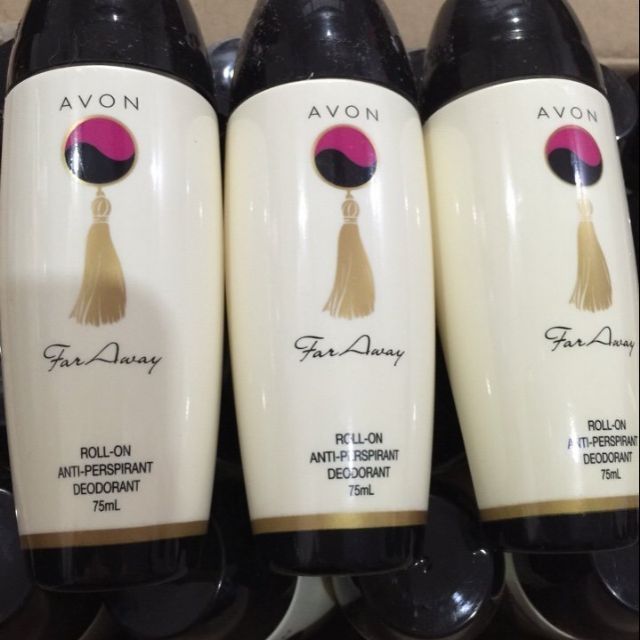 AVON
Far Away
ROLL-ON
ANTI-PERSPIRANT
DEODORANT
75mL
AVON
Far Away
ROLL-ON
ANTI-PERSPIRANT
DEODORANT
75mL
AVON
Far Away
ROLL-ON
ANTI-PERSPIRANT
DEODORANT
75mL